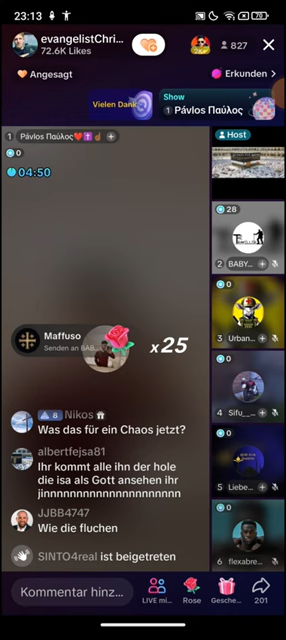 23:13
70
evangelistChri...
72.6K Likes
827
Angesagt
Erkunden
Vielen Dank
Show
1 Pávlos Παύλος
1 Pávlos Παύλος
Host
0
04:50
28
2 BABY...
0
3 Urban...
0
4 Sifu__...
0
5 Liebe...
0
6 flexabre...
Maffuso
Senden an BAB...
x25
8 Nikos
Was das für ein Chaos jetzt?
albertfejsa81
Ihr kommt alle ihn der hole
die isa als Gott ansehen ihr
jinnnnnnnnnnnnnnnnnnnn
JJBB4747
Wie die fluchen
SINTO4real ist beigetreten
Kommentar hinz...
LIVE mi...
Rose
Gesche...
201